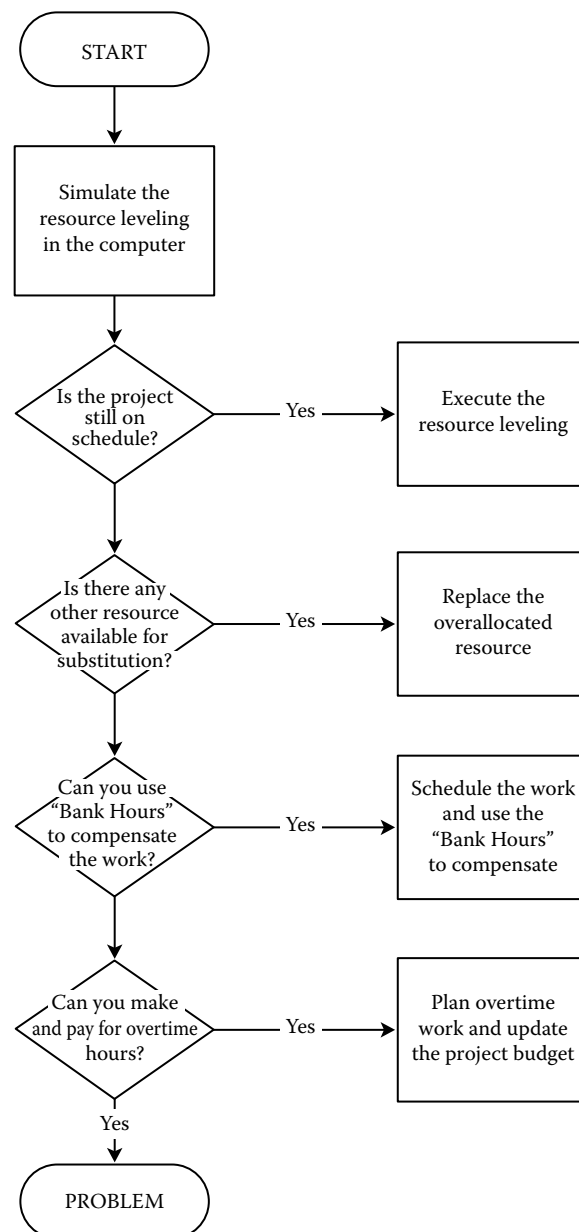 START
Simulate the
resource leveling
in the computer
Is the project
still on
schedule?
Yes
Execute the
resource leveling
Is there any
other resource
available for
substitution?
Yes
Replace the
overallocated
resource
Can you use
“Bank Hours”
to compensate
the work?
Yes
Schedule the work
and use the
“Bank Hours”
to compensate
Can you make
and pay for overtime
hours?
Yes
Plan overtime
work and update
the project budget
Yes
PROBLEM